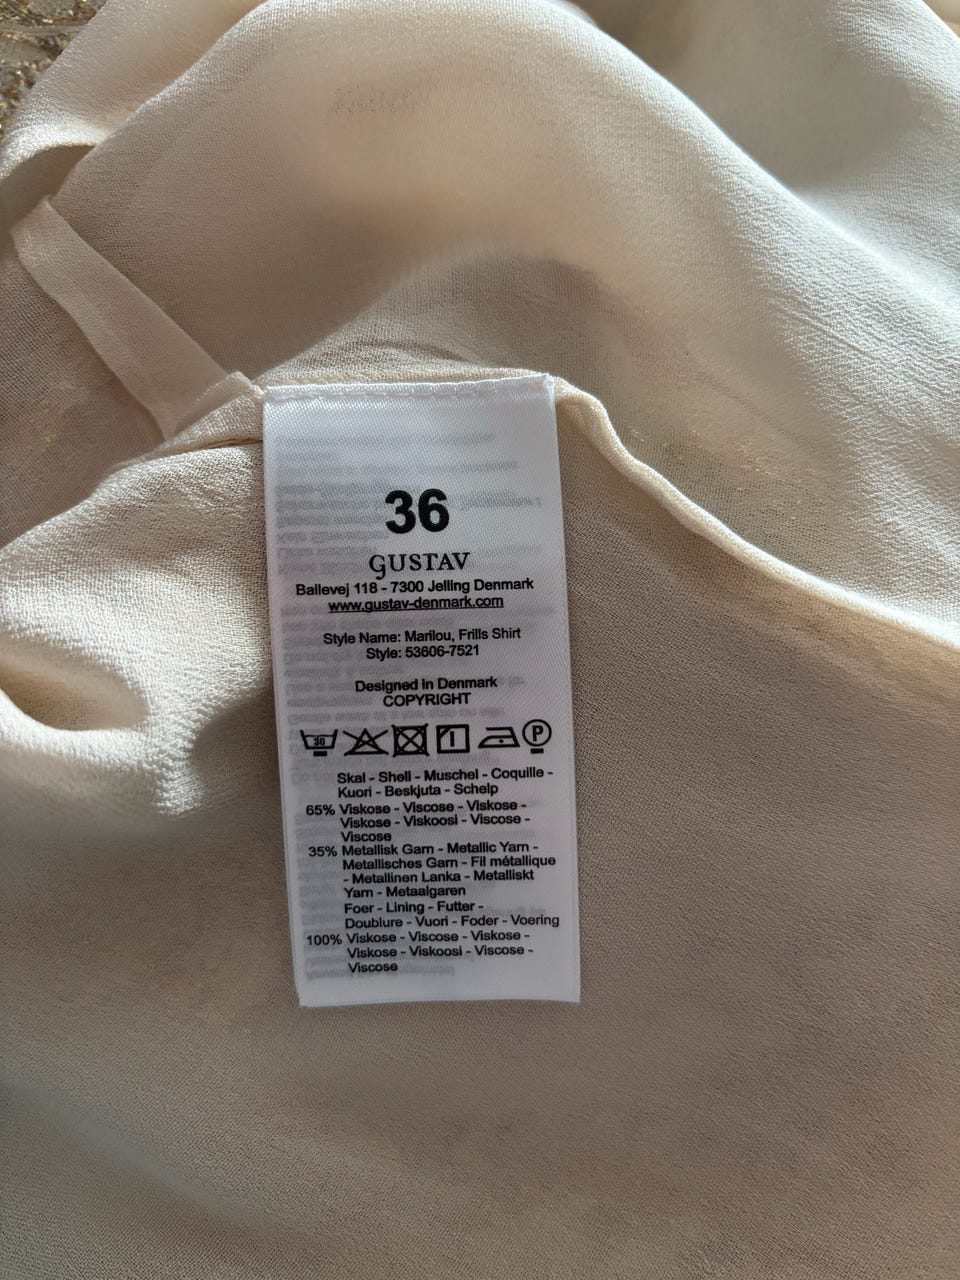 36
GUSTAV
Ballevej 118 - 7300 Jelling Denmark
www.gustav-denmark.com
Style Name: Marilou, Frills Shirt
Style: 53606-7521
Designed in Denmark
COPYRIGHT
30 P
Skal - Shell - Muschel - Coquille -
Kuori - Beskjuta - Schelp
65% Viskose - Viscose - Viskose -
Viskose - Viskoosi - Viscose -
Viscose
35% Metallisk Garn - Metallic Yarn -
Metallisches Garn - Fil métallique
- Metallinen Lanka - Metalliskt
Yarn - Metaalgaren
Foer - Lining - Futter -
Doublure - Vuori - Foder - Voering
100% Viskose - Viscose - Viskose -
Viskose - Viskoosi - Viscose -
Viscose